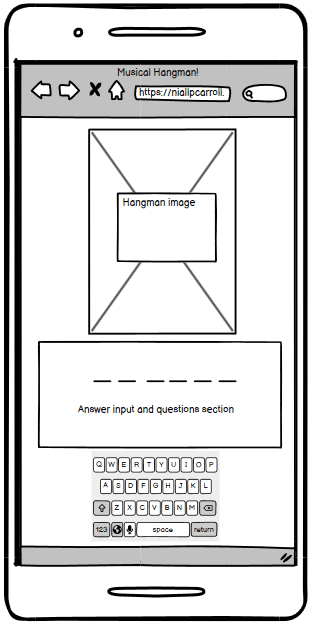 Musical Hangman!
https://niallpcarroll.
Hangman image
Answer input and questions section
Q W E R T Y U I O P
A S D F G H J K L
Z X C V B N M
123 space return